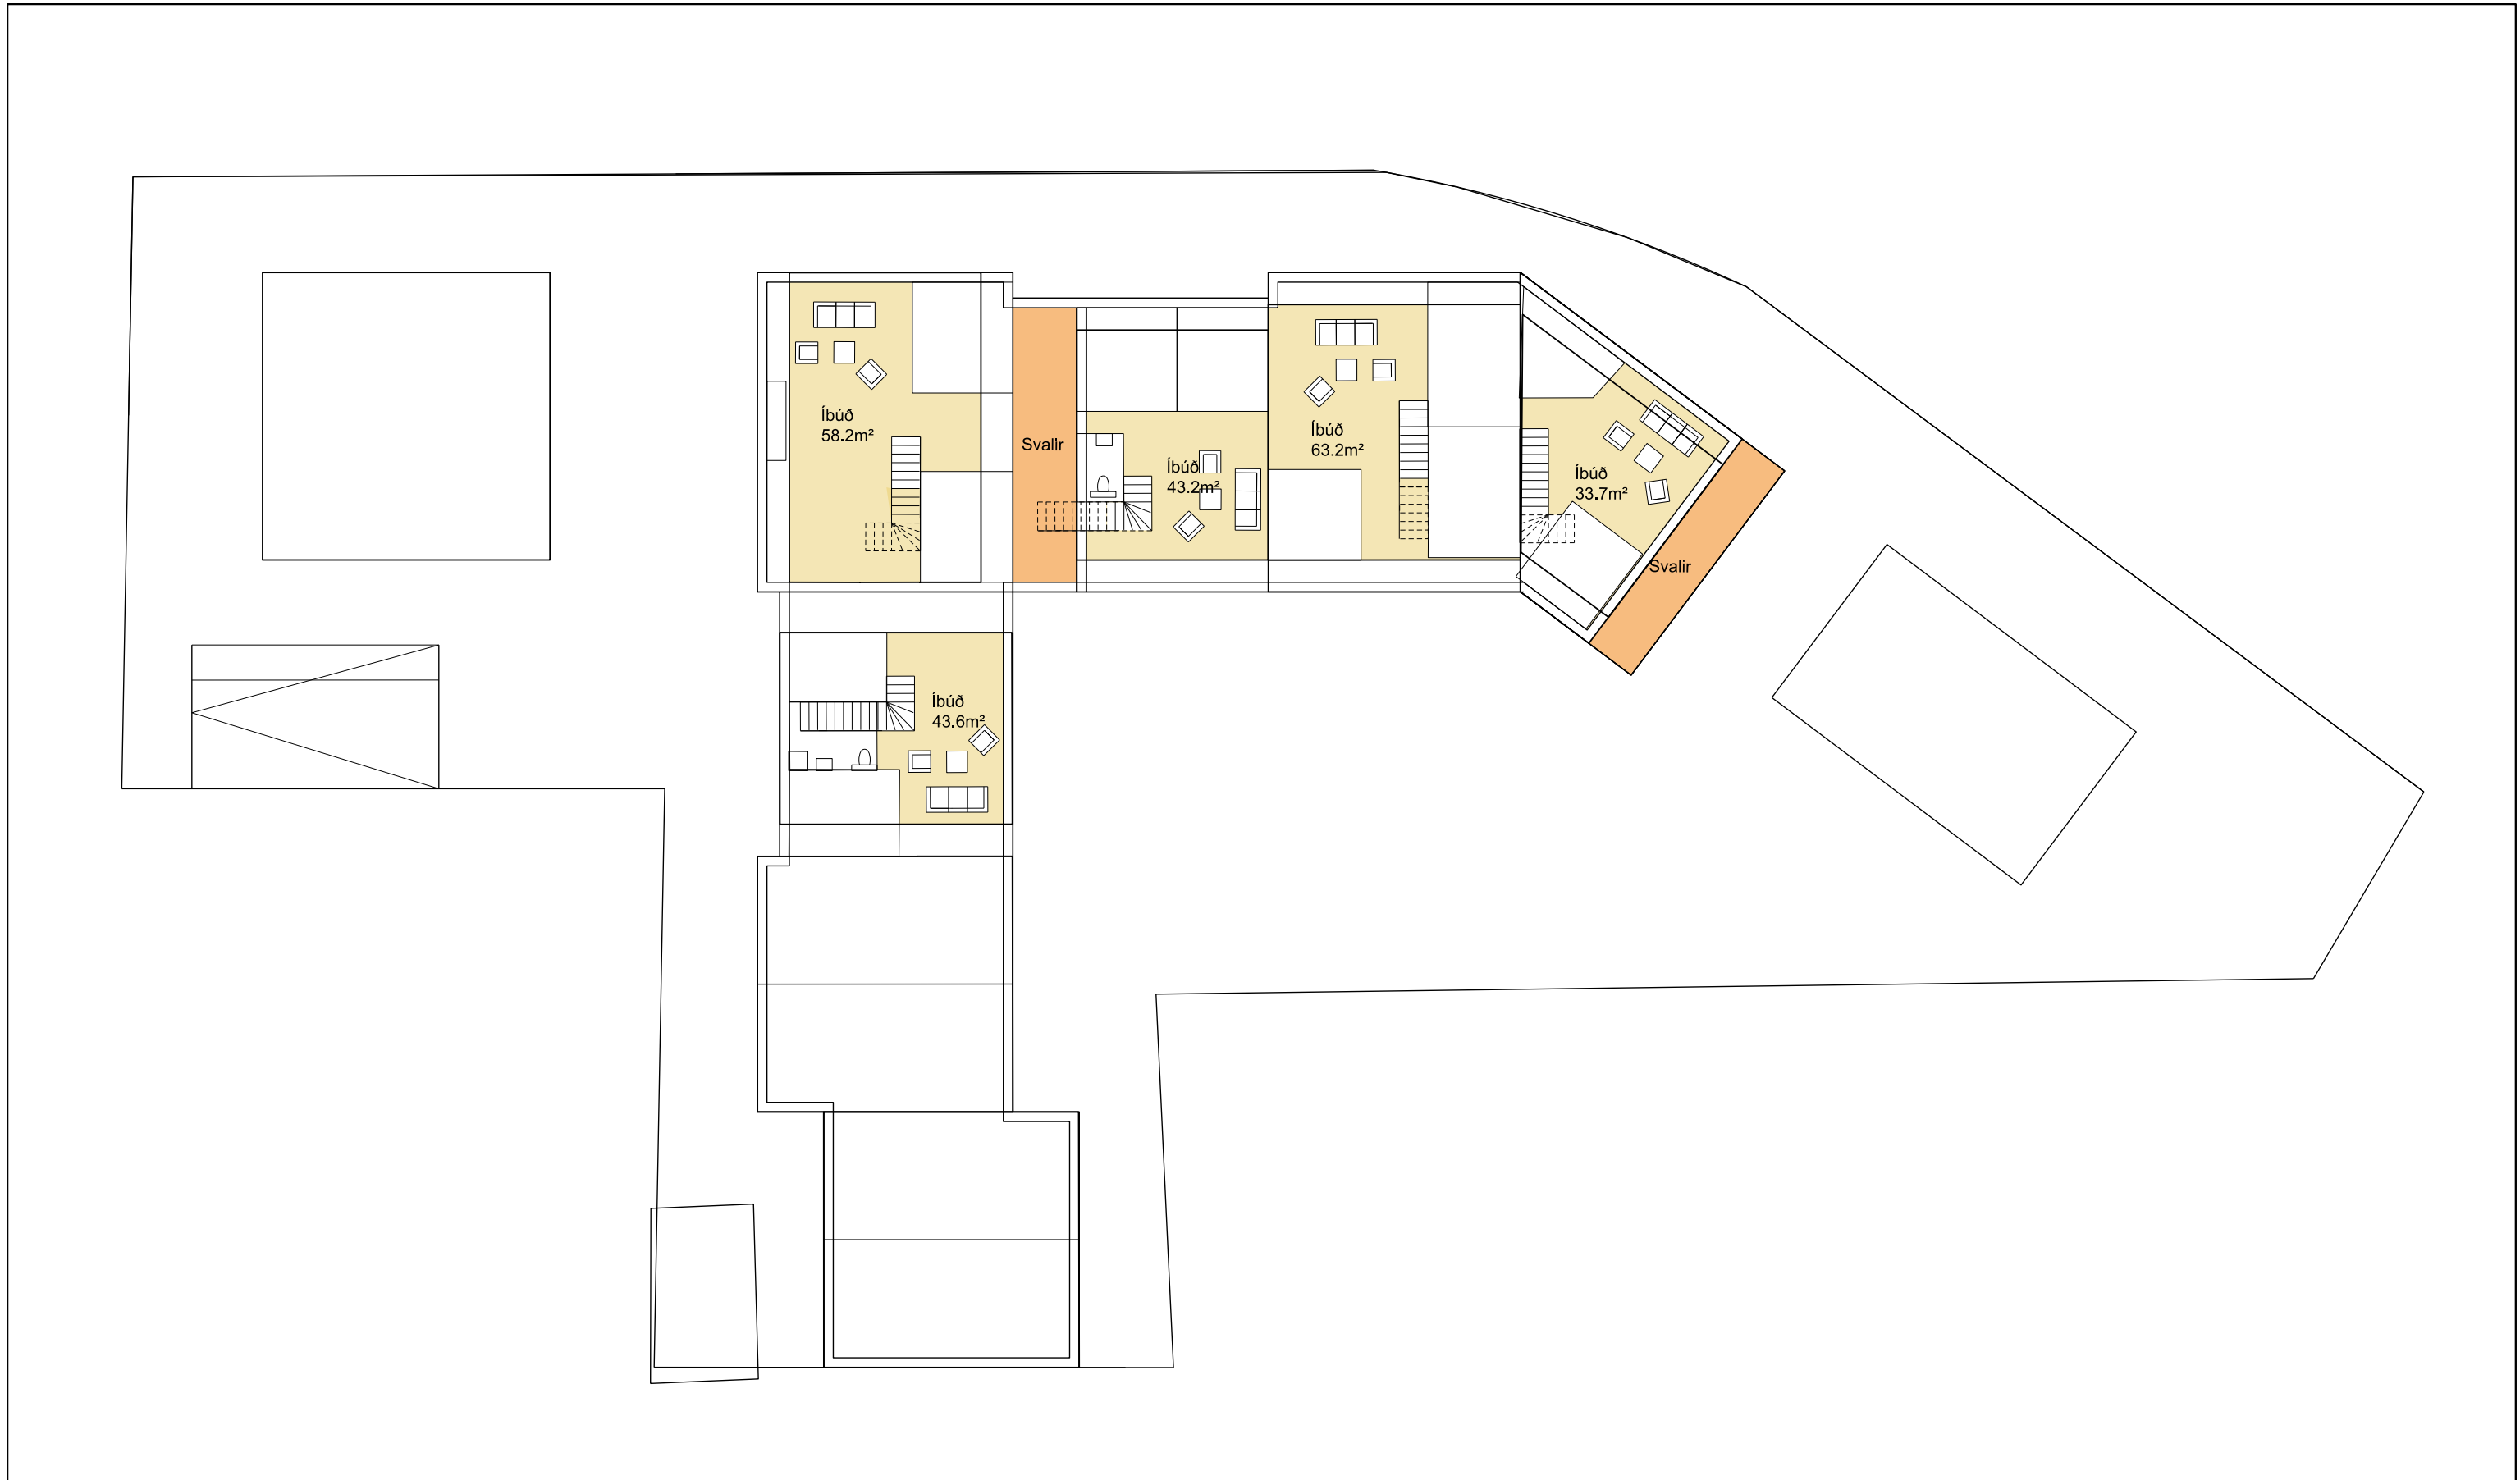 Íbúð
58.2m²
Svalir
Íbúð
43.2m²
Íbúð
63.2m²
Íbúð
33.7m²
Svalir
Íbúð
43.6m²